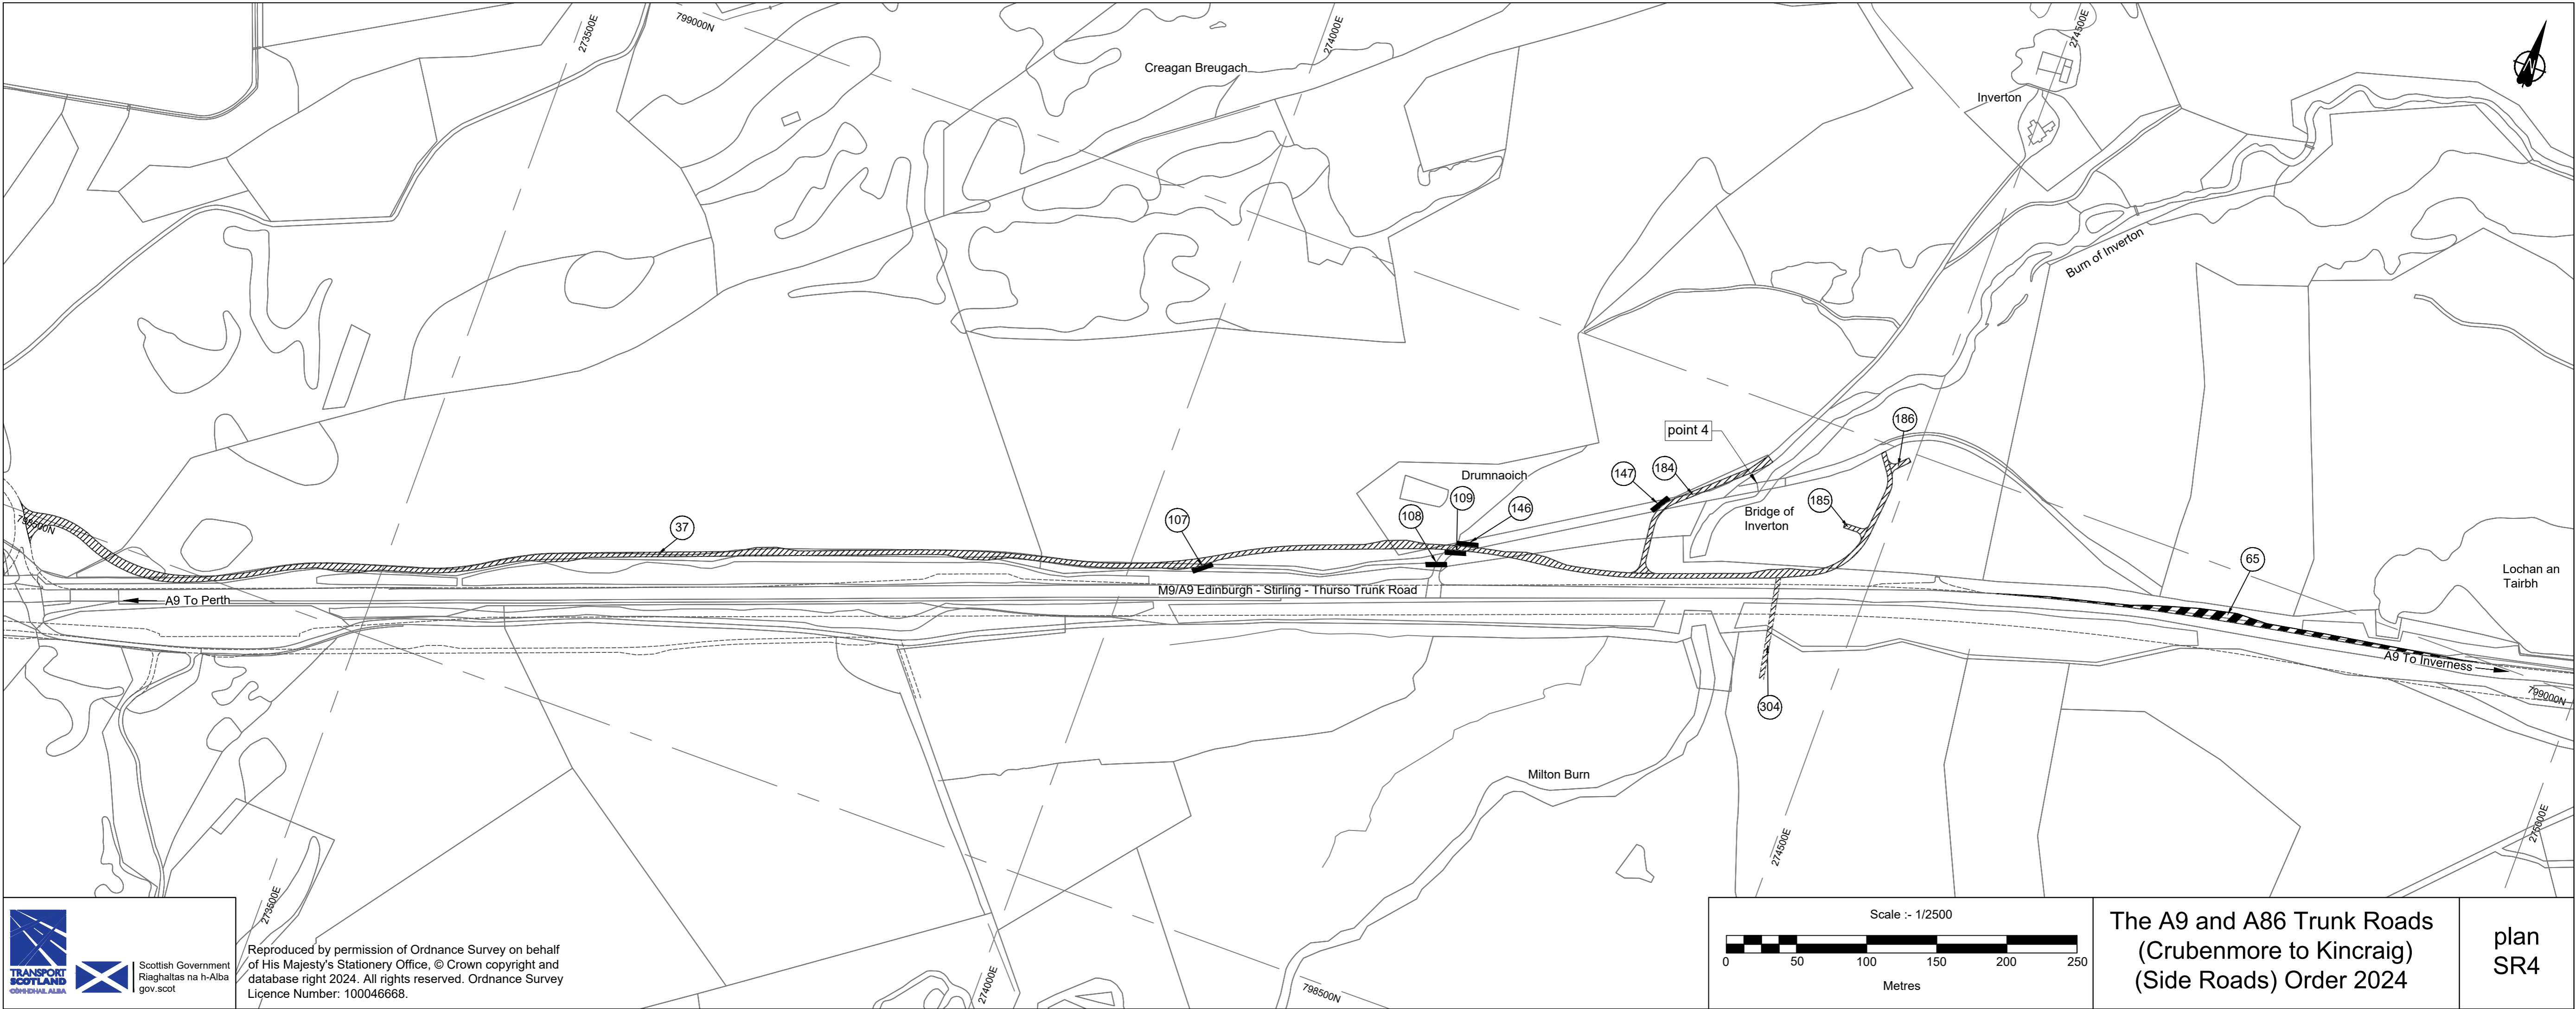 799000N
273500E
274000E
274500E
Creagan Breugach
Inverton
Burn of Inverton
point 4
186
147
184
Drumnaoich
109
146
108
185
Bridge of
Inverton
798500N
37
107
65
Lochan an
Tairbh
M9/A9 Edinburgh - Stirling - Thurso Trunk Road
A9 To Perth
A9 To Inverness
799000N
304
Milton Burn
273500E
274000E
274500E
275000E
798500N
TRANSPORT
SCOTLAND
CÒMHDHAIL ALBA
Scottish Government
Riaghaltas na h-Alba
gov.scot
Reproduced by permission of Ordnance Survey on behalf
of His Majesty's Stationery Office, © Crown copyright and
database right 2024. All rights reserved. Ordnance Survey
Licence Number: 100046668.
Scale :- 1/2500
0 50 100 150 200 250
Metres
The A9 and A86 Trunk Roads
(Crubenmore to Kincraig)
(Side Roads) Order 2024
plan
SR4